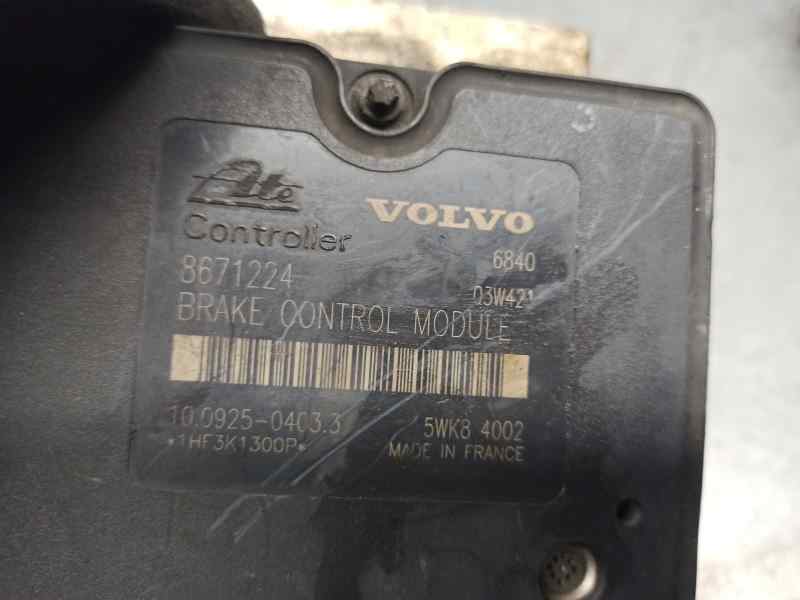 Ate
Controller
VOLVO
8671224
6840
03W421
BRAKE CONTROL MODULE
10.0925-0403.3
5WK8 4002
*1HF3K1300P*
MADE IN FRANCE